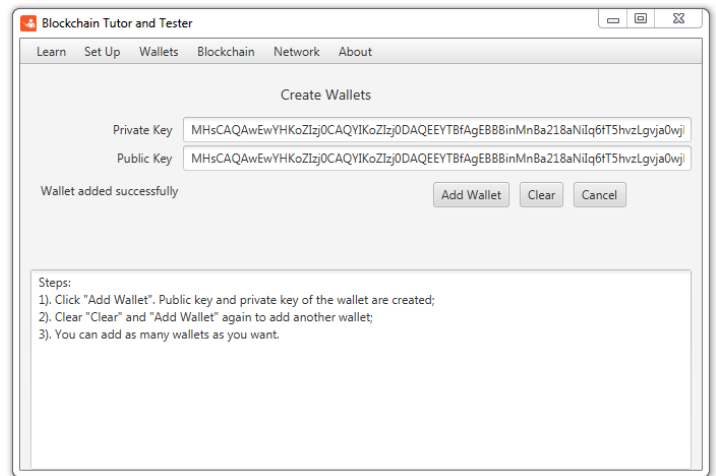 Blockchain Tutor and Tester
Learn Set Up Wallets Blockchain Network About
Create Wallets
Private Key MHsCAQAwEwYHKoZIzj0CAQYIKoZIzj0DAQEEYTBfAgEBBBinMnBa218aNiIq6fT5hvzLgvja0wj
Public Key MHsCAQAwEwYHKoZIzj0CAQYIKoZIzj0DAQEEYTBfAgEBBBinMnBa218aNiIq6fT5hvzLgvja0wj
Wallet added successfully Add Wallet Clear Cancel
Steps:
1). Click "Add Wallet". Public key and private key of the wallet are created;
2). Clear "Clear" and "Add Wallet" again to add another wallet;
3). You can add as many wallets as you want.